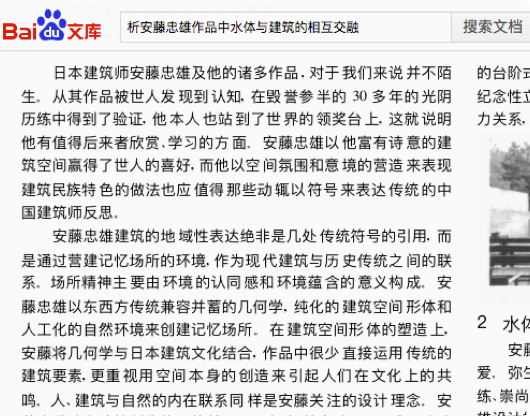 Bai du 文库
析安藤忠雄作品中水体与建筑的相互交融
搜索文档
日本建筑师安藤忠雄及他的诸多作品，对于我们来说并不陌
生。从其作品被世人发现到认知，在毁誉参半的 30 多年的光阴
历练中得到了验证，他本人也站到了世界的领奖台上，这就说明
他有值得后来者欣赏、学习的方面。安藤忠雄以他富有诗意的建
筑空间赢得了世人的喜好，而他以空间氛围和意境的营造来表现
建筑民族特色的做法也应值得那些动辄以符号来表达传统的中
国建筑师反思。
安藤忠雄建筑的地域性表达绝非是几处传统符号的引用，而
是通过营建记忆场所的环境，作为现代建筑与历史传统之间的联
系。场所精神主要由环境的认同感和环境蕴含的意义构成。安
藤忠雄以东西方传统兼容并蓄的几何学，纯化的建筑空间形体和
人工化的自然环境来创建记忆场所。在建筑空间形体的塑造上，
安藤将几何学与日本建筑文化结合，作品中很少直接运用传统的
建筑要素，更重视用空间本身的创造来引起人们在文化上的共
鸣。人、建筑与自然的内在联系同样是安藤关注的设计理念。安
的台阶式
纪念性立
力关系，
2 水体
安藤
爱。弥生
练、崇尚